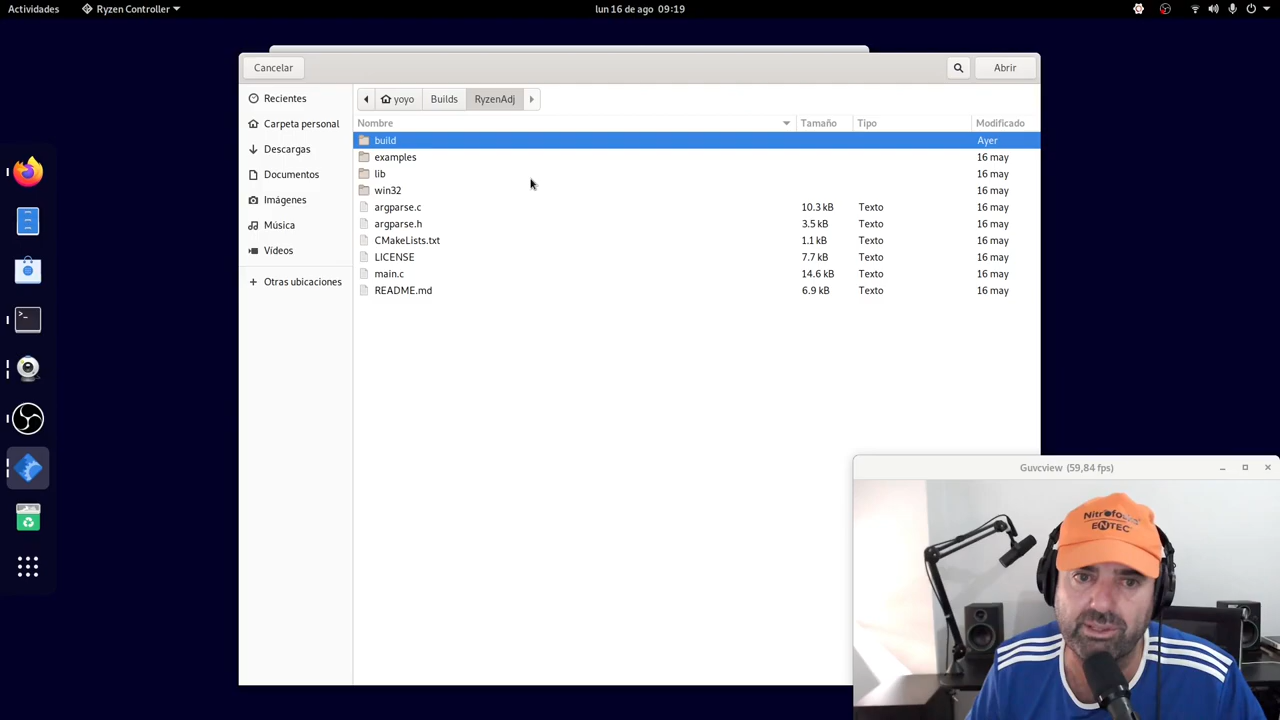 Actividades
Ryzen Controller
lun 16 de ago 09:19
Cancelar
Abrir
yoyo
Builds
RyzenAdj
Recientes
Carpeta personal
Descargas
Documentos
Imágenes
Música
Vídeos
Otras ubicaciones
Nombre Tamaño Tipo Modificado
build Ayer
examples 16 may
lib 16 may
win32 16 may
argparse.c 10.3 kB Texto 16 may
argparse.h 3.5 kB Texto 16 may
CMakeLists.txt 1.1 kB Texto 16 may
LICENSE 7.7 kB Texto 16 may
main.c 14.6 kB Texto 16 may
README.md 6.9 kB Texto 16 may
Guvcview (59,84 fps)
ENTEC